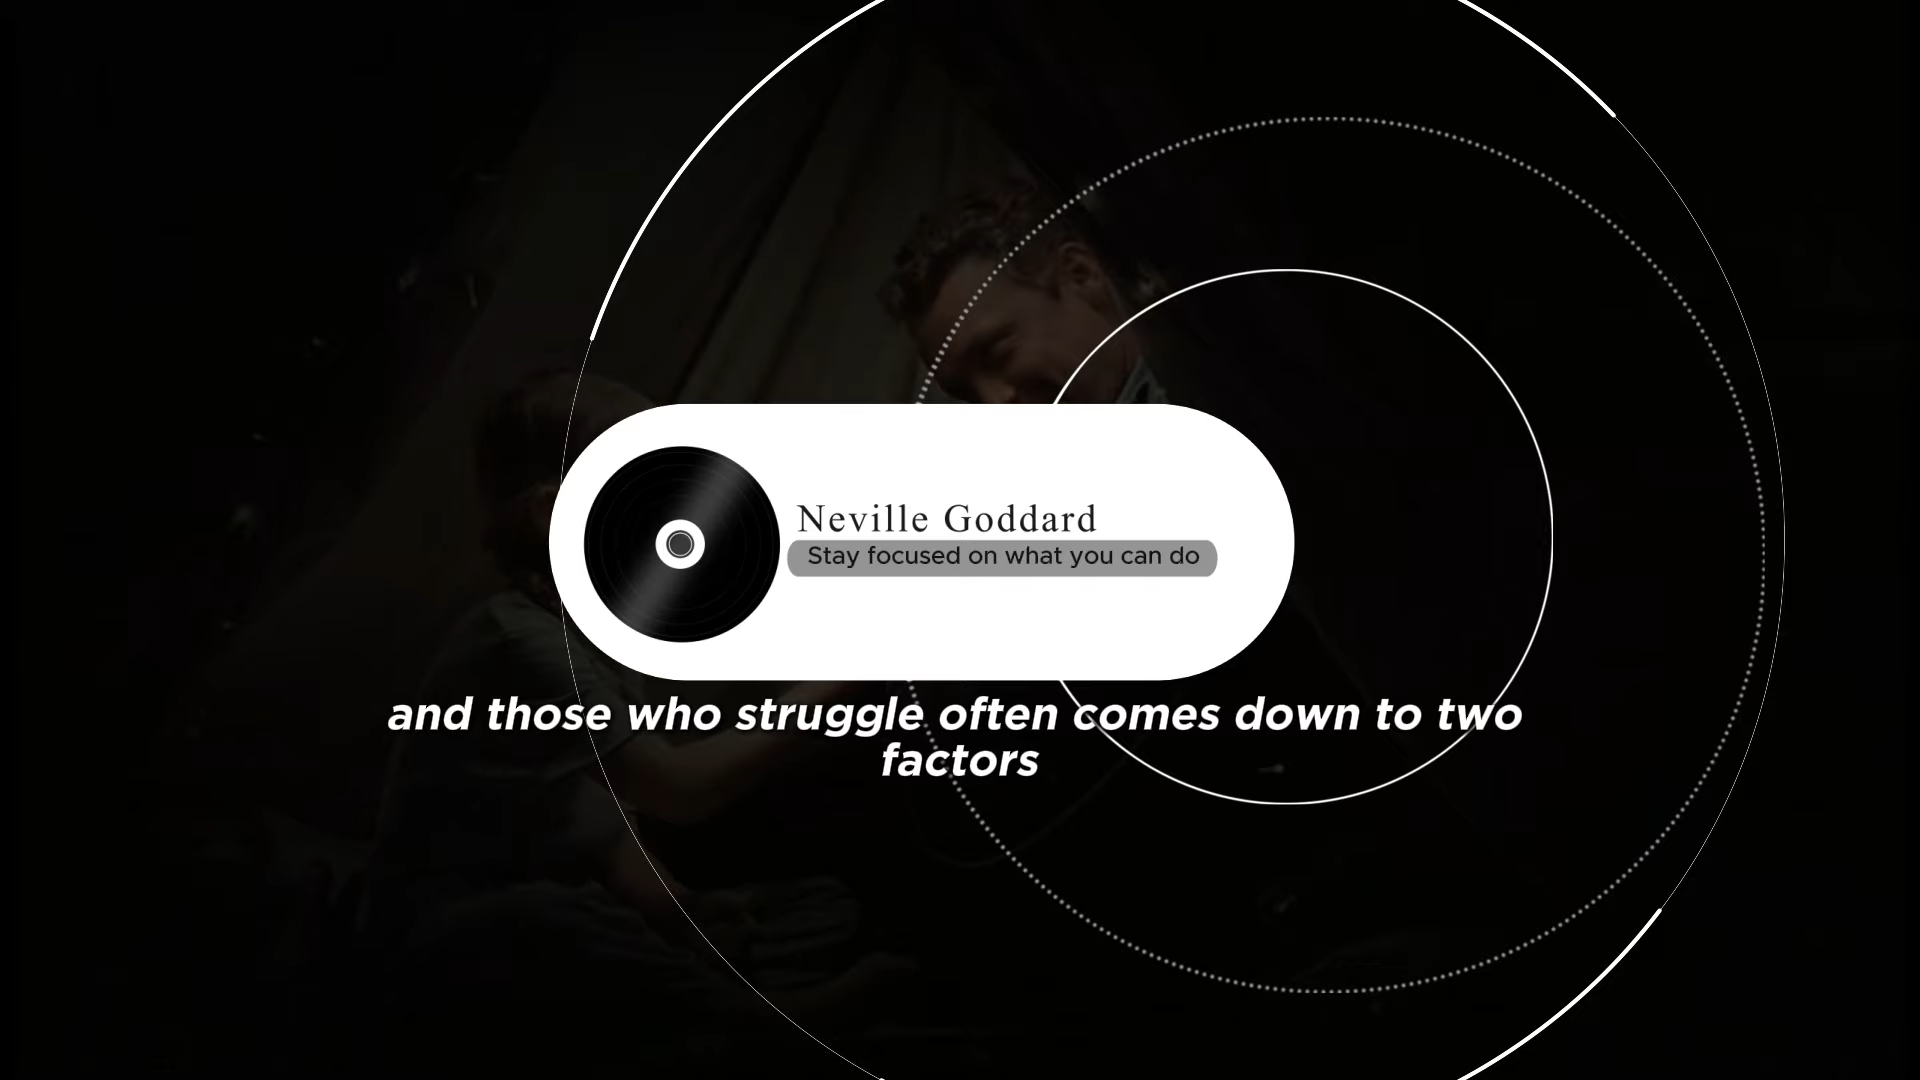 Neville Goddard
Stay focused on what you can do
and those who struggle often comes down to two
factors